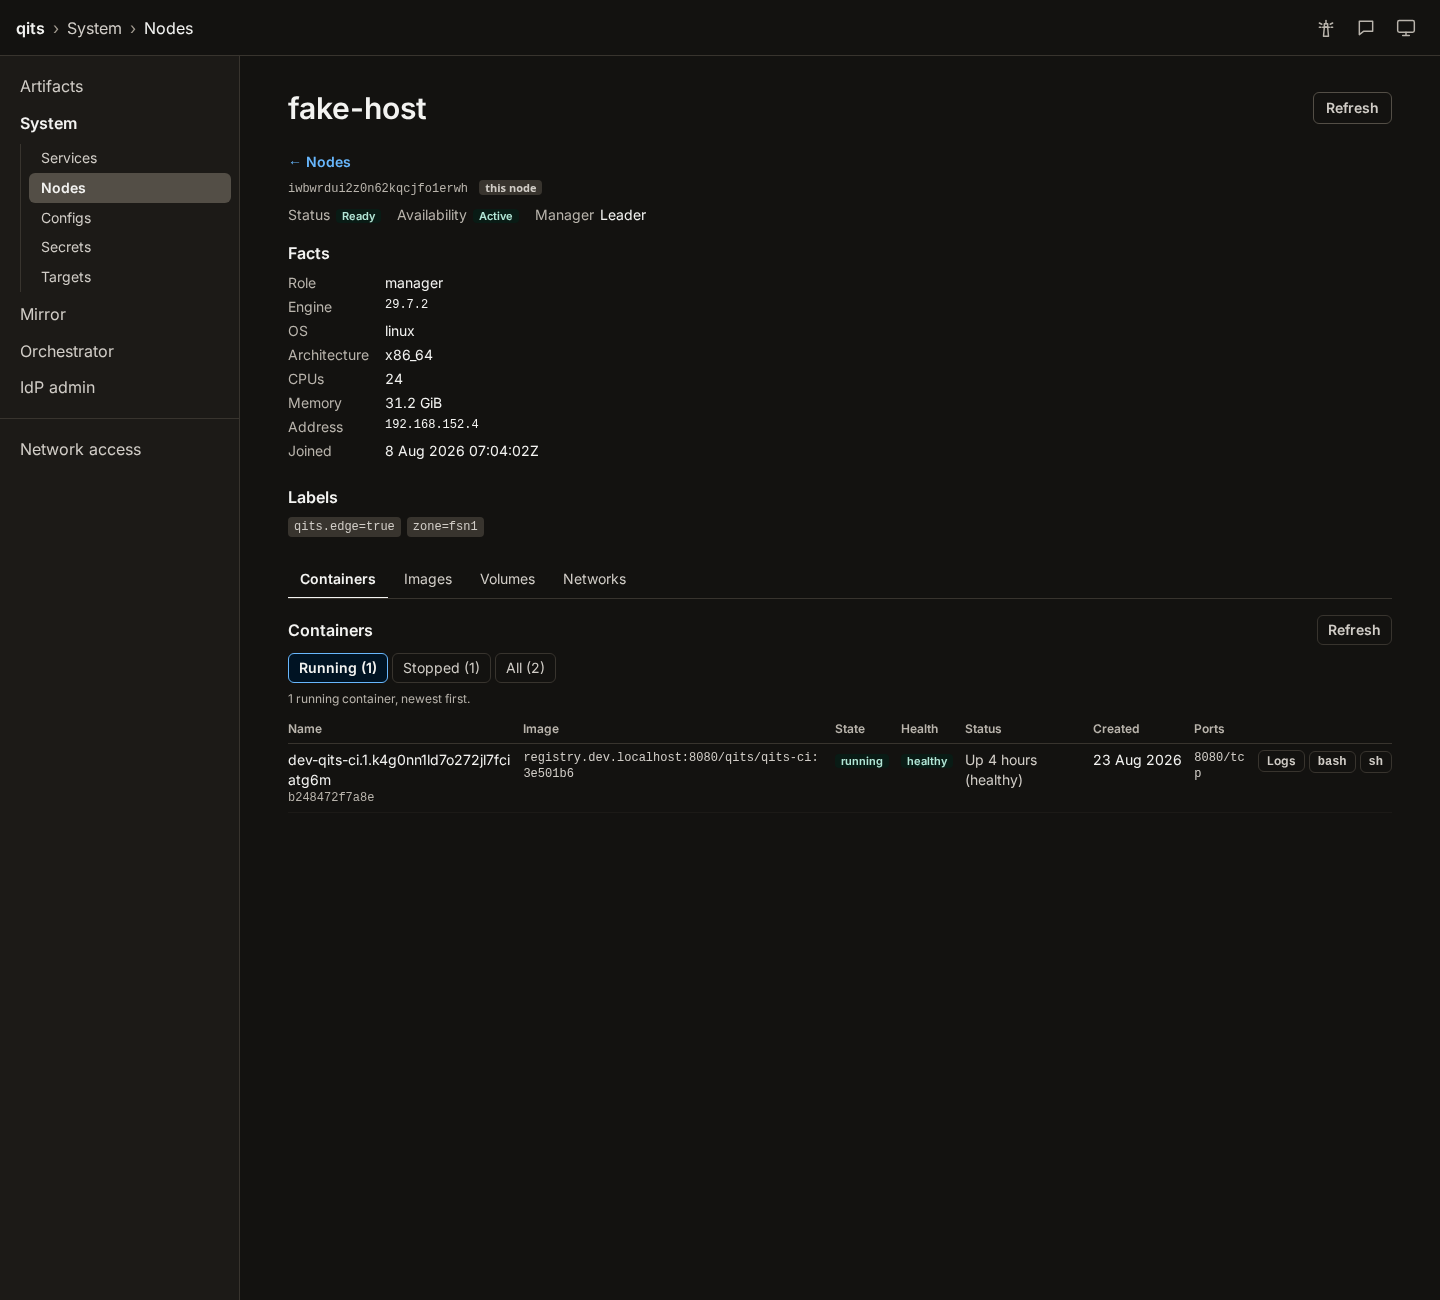 qits › System › Nodes
Artifacts
System
Services
Nodes
Configs
Secrets
Targets
Mirror
Orchestrator
IdP admin
Network access
fake-host
Refresh
← Nodes
iwbwrdui2z0n62kqcjfo1erwh this node
Status Ready Availability Active Manager Leader
Facts
Role manager
Engine 29.7.2
OS linux
Architecture x86_64
CPUs 24
Memory 31.2 GiB
Address 192.168.152.4
Joined 8 Aug 2026 07:04:02Z
Labels
qits.edge=true zone=fsn1
Containers Images Volumes Networks
Containers
Refresh
Running (1) Stopped (1) All (2)
1 running container, newest first.
Name Image State Health Status Created Ports
dev-qits-ci.1.k4g0nn1ld7o272jl7fci
atg6m
b248472f7a8e
registry.dev.localhost:8080/qits/qits-ci:
3e501b6
running
healthy
Up 4 hours
(healthy)
23 Aug 2026
8080/tc
p
Logs bash sh